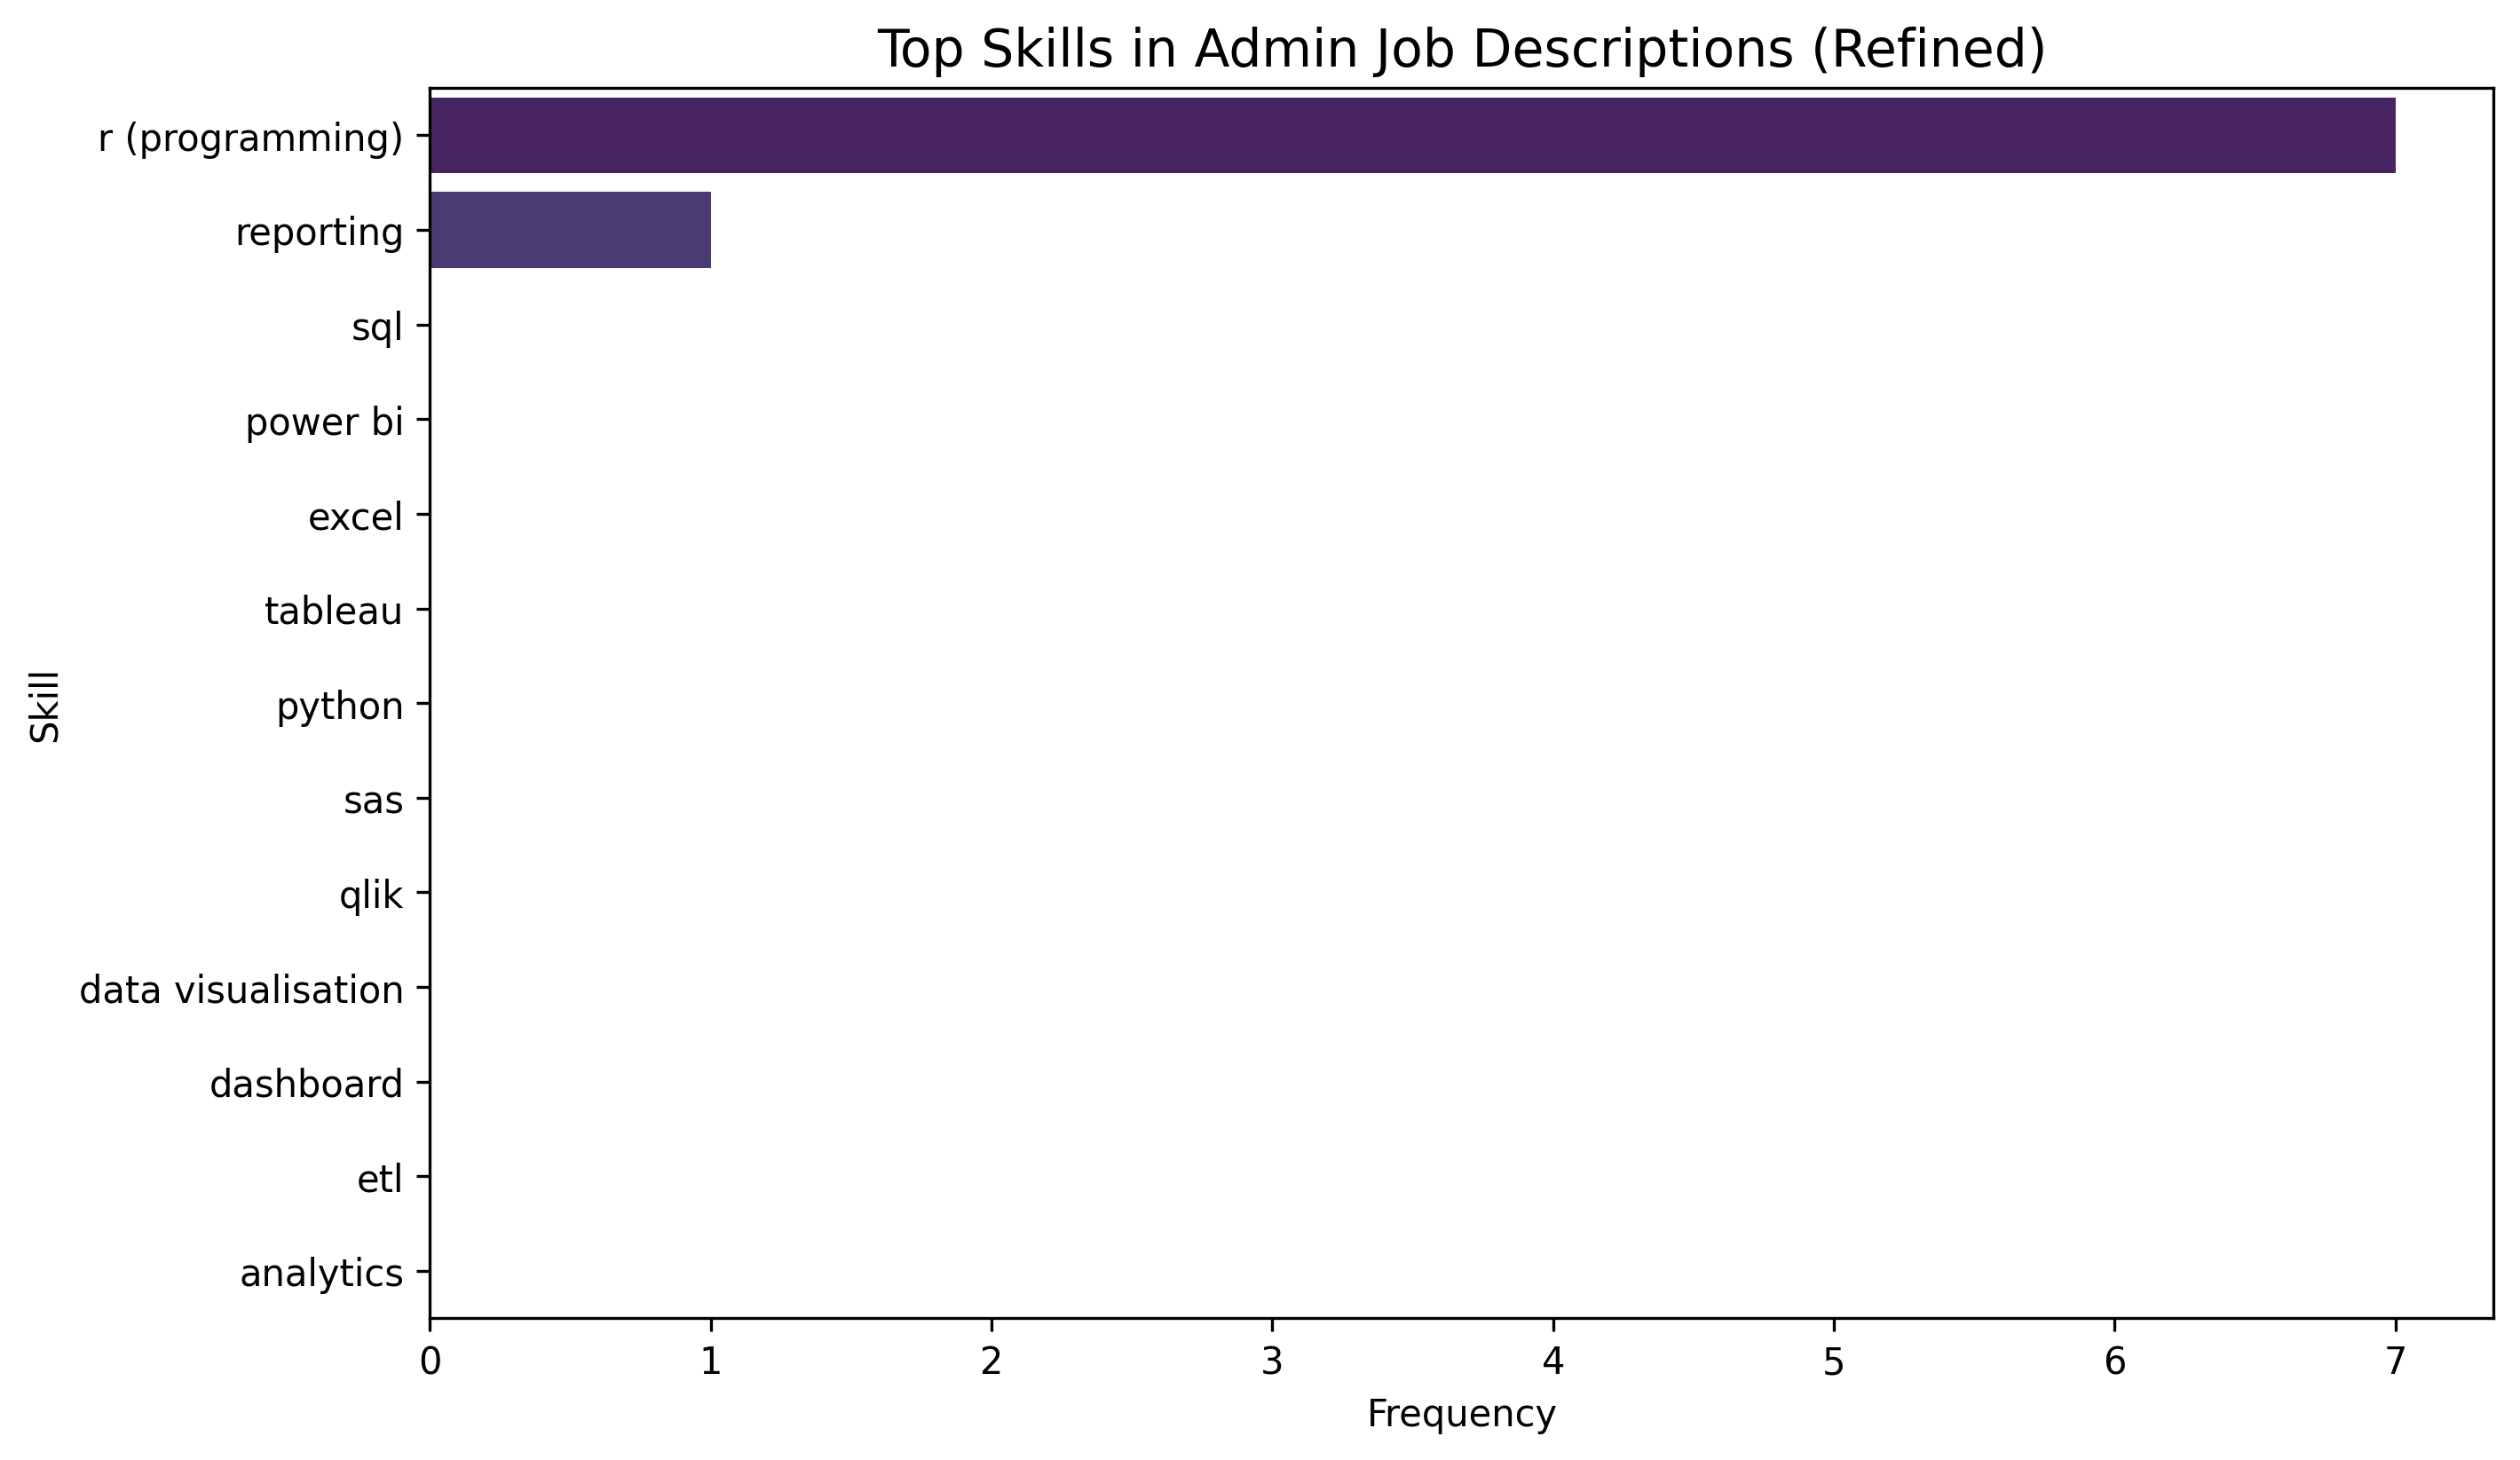 Top Skills in Admin Job Descriptions (Refined)
r (programming)
reporting
sql
power bi
excel
tableau
python
sas
qlik
data visualisation
dashboard
etl
analytics
Skill
0 1 2 3 4 5 6 7
Frequency